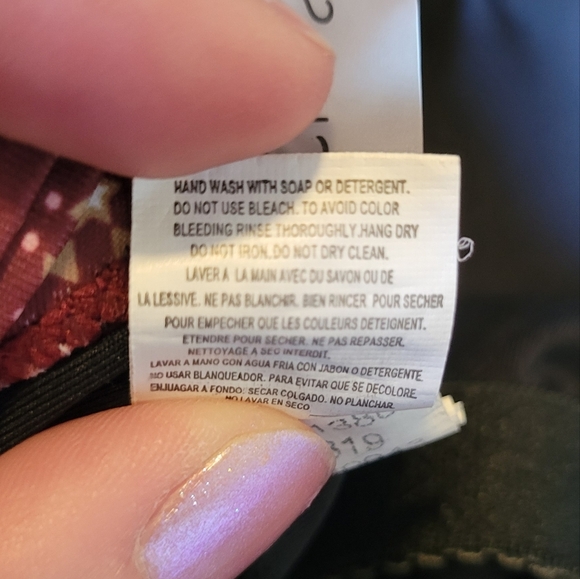 HAND WASH WITH SOAP OR DETERGENT.
DO NOT USE BLEACH. TO AVOID COLOR
BLEEDING RINSE THOROUGHLY.HANG DRY
DO NOT IRON.DO NOT DRY CLEAN.
LAVER A LA MAIN AVEC DU SAVON OU DE
LA LESSIVE. NE PAS BLANCHIR. BIEN RINCER POUR SECHER
POUR EMPECHER QUE LES COULEURS DETEIGNENT.
ETENDRE POUR SECHER. NE PAS REPASSER.
NETTOYAGE A SEC INTERDIT.
LAVAR A MANO CON AGUA FRIA CON JABON O DETERGENTE
NO USAR BLANQUEADOR. PARA EVITAR QUE SE DECOLORE,
ENJUAGAR A FONDO: SECAR COLGADO. NO PLANCHAR.
NO LAVAR EN SECO